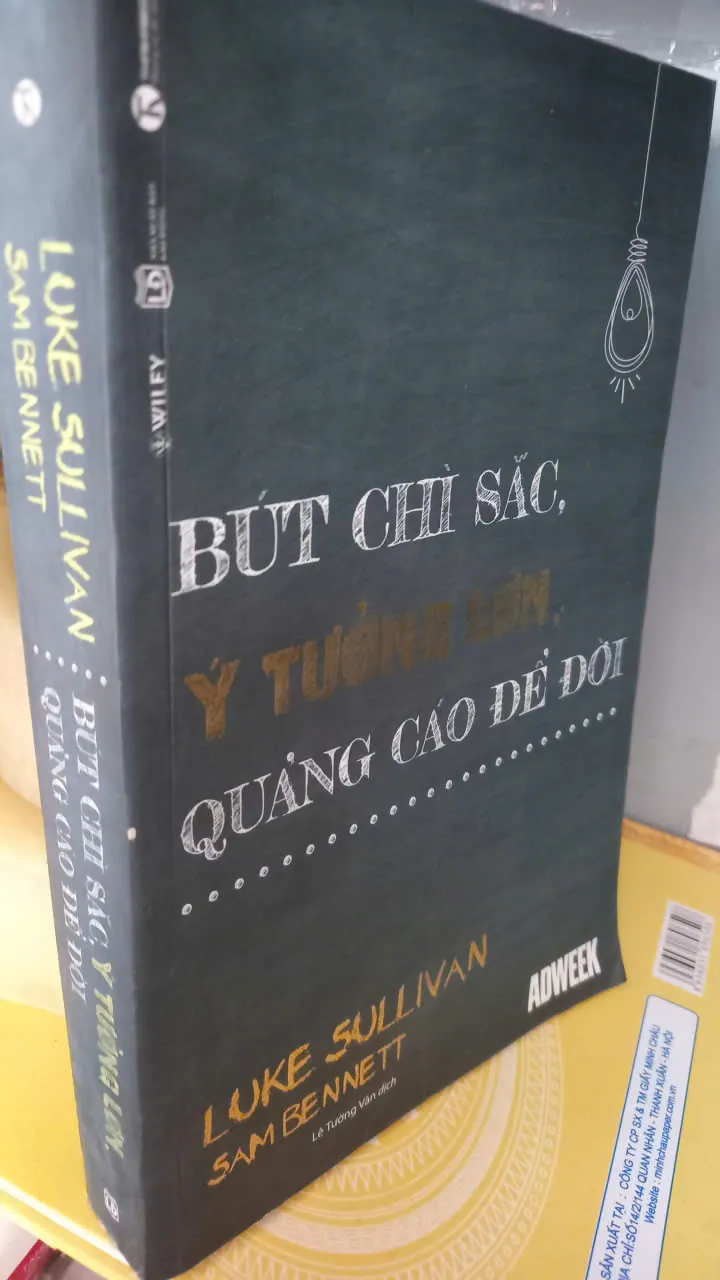 BÚT CHÌ SẮC,
Ý TƯỞNG LỚN,
QUẢNG CÁO ĐỂ ĐỜI
LUKE SULLIVAN
SAM BENNETT
Lê Tường Vân dịch
ADWEEK
WILEY
LĐ
LUKE SULLIVAN
SAM BENNETT
BÚT CHÌ SẮC, Ý TƯỞNG LỚN,
QUẢNG CÁO ĐỂ ĐỜI
LĐ
SẢN XUẤT TẠI : CÔNG TY CP SX & TM GIẤY MINH CHÂU
ĐỊA CHỈ:SỐ14/2/144 QUAN NHÂN - THANH XUÂN - HÀ NỘI
Website : minhchaupaper.com.vn